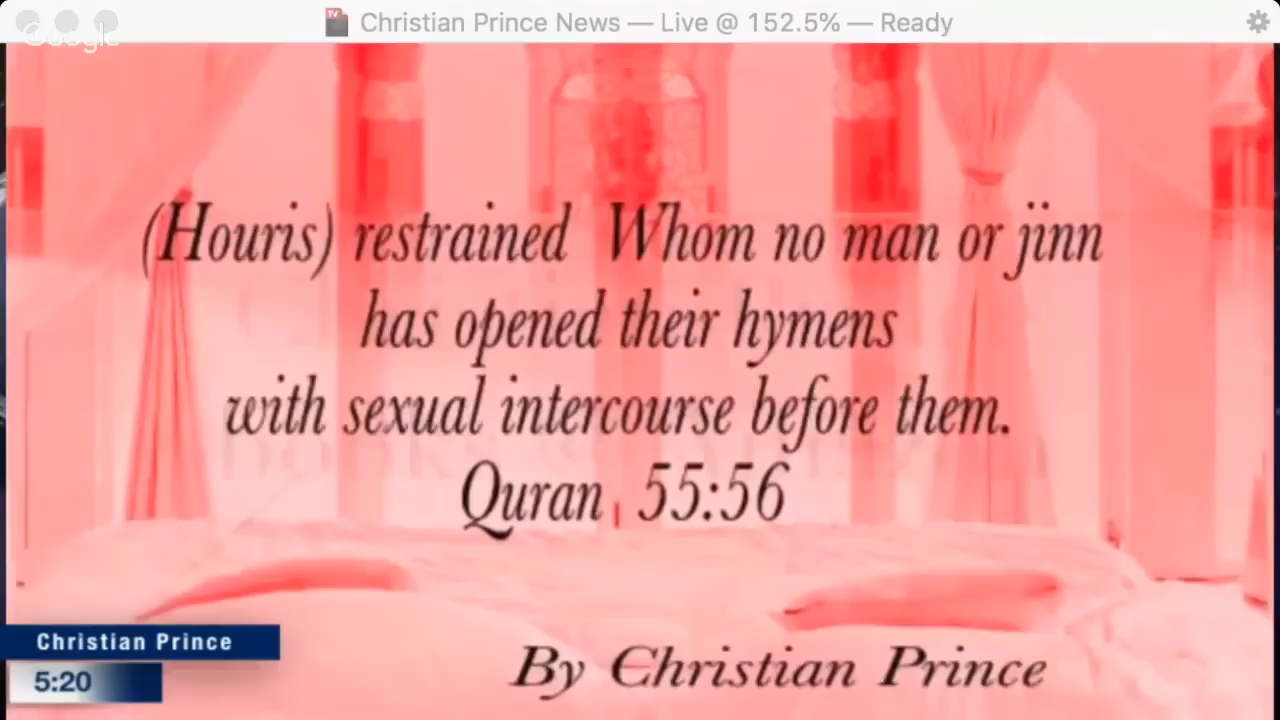 Christian Prince News — Live @ 152.5% — Ready
Google
(Houris) restrained Whom no man or jinn
has opened their hymens
with sexual intercourse before them.
Quran 55:56
Christian Prince
5:20
By Christian Prince